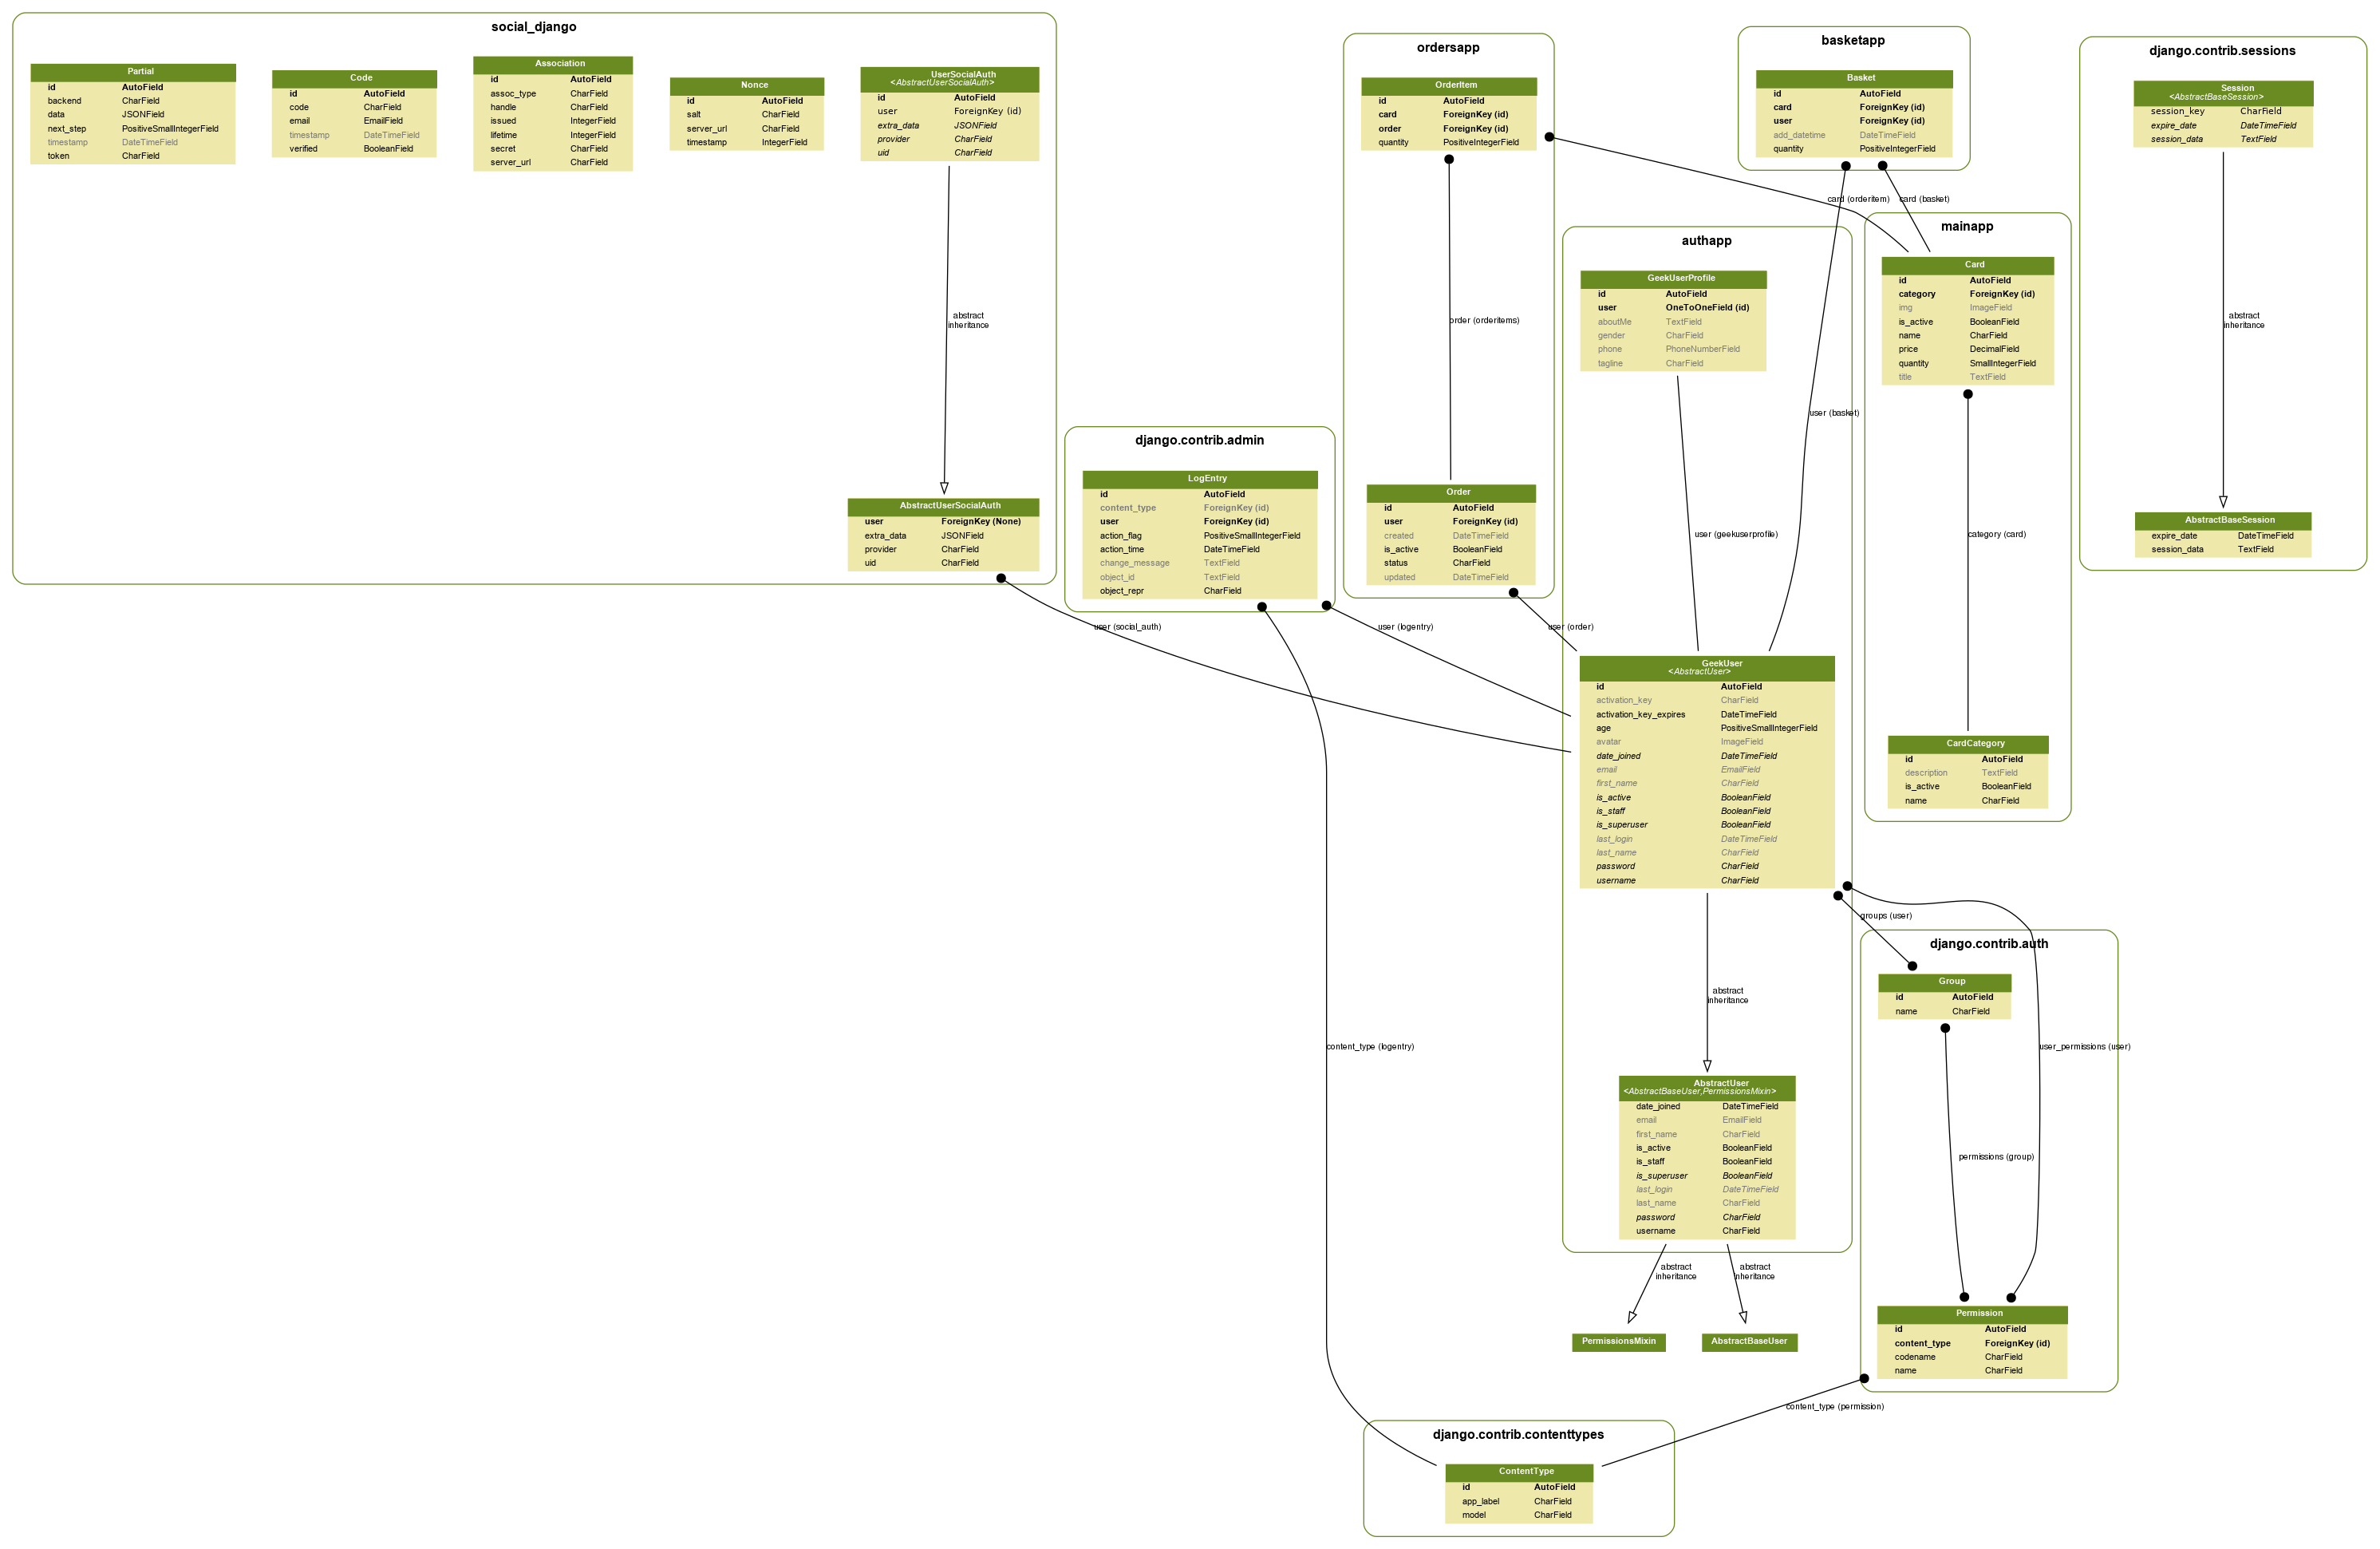 social_django
Partial
id AutoField
backend CharField
data JSONField
next_step PositiveSmallIntegerField
timestamp DateTimeField
token CharField
Code
id AutoField
code CharField
email EmailField
timestamp DateTimeField
verified BooleanField
Association
id AutoField
assoc_type CharField
handle CharField
issued IntegerField
lifetime IntegerField
secret CharField
server_url CharField
Nonce
id AutoField
salt CharField
server_url CharField
timestamp IntegerField
UserSocialAuth
<AbstractUserSocialAuth>
id AutoField
user ForeignKey (id)
extra_data JSONField
provider CharField
uid CharField
abstract
inheritance
AbstractUserSocialAuth
user ForeignKey (None)
extra_data JSONField
provider CharField
uid CharField
user (social_auth)
django.contrib.admin
LogEntry
id AutoField
content_type ForeignKey (id)
user ForeignKey (id)
action_flag PositiveSmallIntegerField
action_time DateTimeField
change_message TextField
object_id TextField
object_repr CharField
user (logentry)
content_type (logentry)
ordersapp
OrderItem
id AutoField
card ForeignKey (id)
order ForeignKey (id)
quantity PositiveIntegerField
order (orderitems)
Order
id AutoField
user ForeignKey (id)
created DateTimeField
is_active BooleanField
status CharField
updated DateTimeField
user (order)
basketapp
Basket
id AutoField
card ForeignKey (id)
user ForeignKey (id)
add_datetime DateTimeField
quantity PositiveIntegerField
card (orderitem)
card (basket)
user (basket)
authapp
GeekUserProfile
id AutoField
user OneToOneField (id)
aboutMe TextField
gender CharField
phone PhoneNumberField
tagline CharField
user (geekuserprofile)
GeekUser
<AbstractUser>
id AutoField
activation_key CharField
activation_key_expires DateTimeField
age PositiveSmallIntegerField
avatar ImageField
date_joined DateTimeField
email EmailField
first_name CharField
is_active BooleanField
is_staff BooleanField
is_superuser BooleanField
last_login DateTimeField
last_name CharField
password CharField
username CharField
abstract
inheritance
AbstractUser
<AbstractBaseUser,PermissionsMixin>
date_joined DateTimeField
email EmailField
first_name CharField
is_active BooleanField
is_staff BooleanField
is_superuser BooleanField
last_login DateTimeField
last_name CharField
password CharField
username CharField
abstract
inheritance
abstract
inheritance
PermissionsMixin
AbstractBaseUser
mainapp
Card
id AutoField
category ForeignKey (id)
img ImageField
is_active BooleanField
name CharField
price DecimalField
quantity SmallIntegerField
title TextField
category (card)
CardCategory
id AutoField
description TextField
is_active BooleanField
name CharField
django.contrib.sessions
Session
<AbstractBaseSession>
session_key CharField
expire_date DateTimeField
session_data TextField
abstract
inheritance
AbstractBaseSession
expire_date DateTimeField
session_data TextField
groups (user)
django.contrib.auth
Group
id AutoField
name CharField
permissions (group)
user_permissions (user)
Permission
id AutoField
content_type ForeignKey (id)
codename CharField
name CharField
content_type (permission)
django.contrib.contenttypes
ContentType
id AutoField
app_label CharField
model CharField